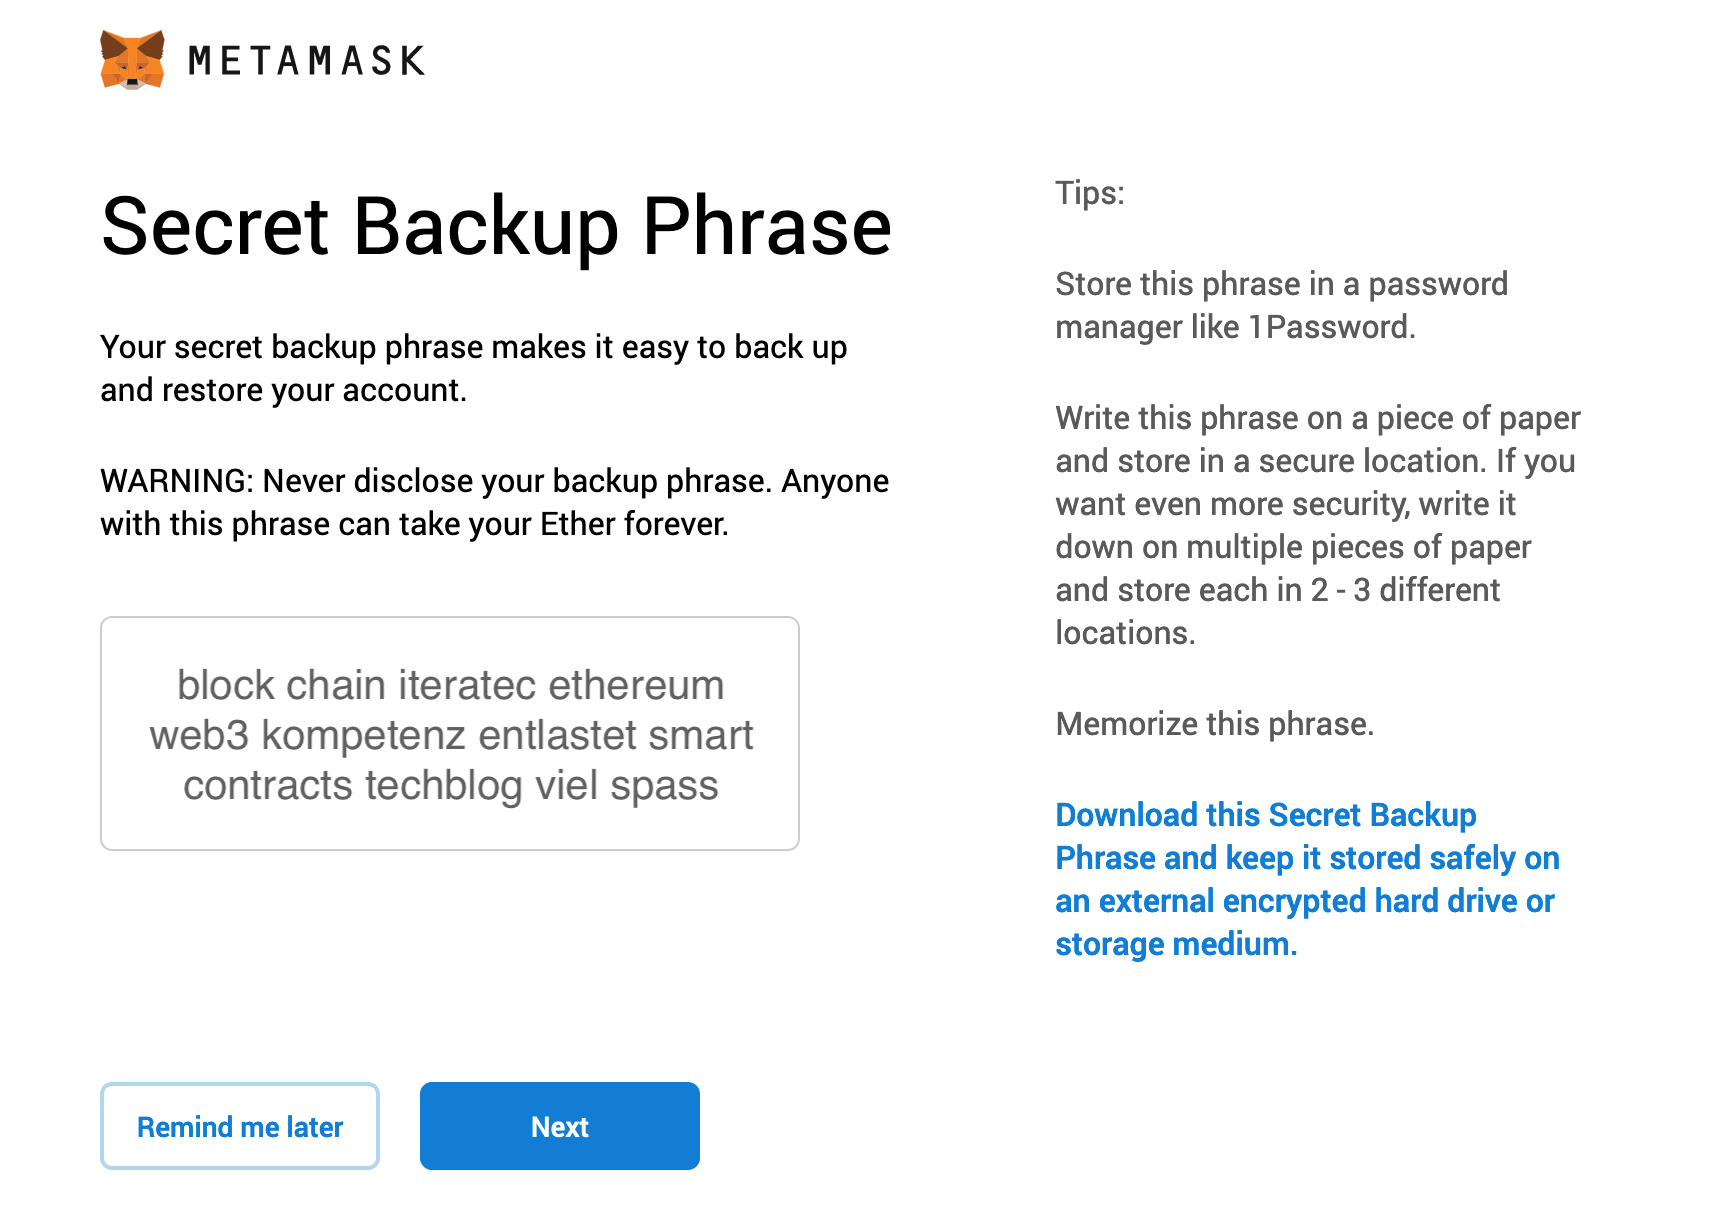 METAMASK
Secret Backup Phrase
Your secret backup phrase makes it easy to back up
and restore your account.
WARNING: Never disclose your backup phrase. Anyone
with this phrase can take your Ether forever.
block chain iteratec ethereum
web3 kompetenz entlastet smart
contracts techblog viel spass
Remind me later
Next
Tips:
Store this phrase in a password
manager like 1Password.
Write this phrase on a piece of paper
and store in a secure location. If you
want even more security, write it
down on multiple pieces of paper
and store each in 2 - 3 different
locations.
Memorize this phrase.
Download this Secret Backup
Phrase and keep it stored safely on
an external encrypted hard drive or
storage medium.